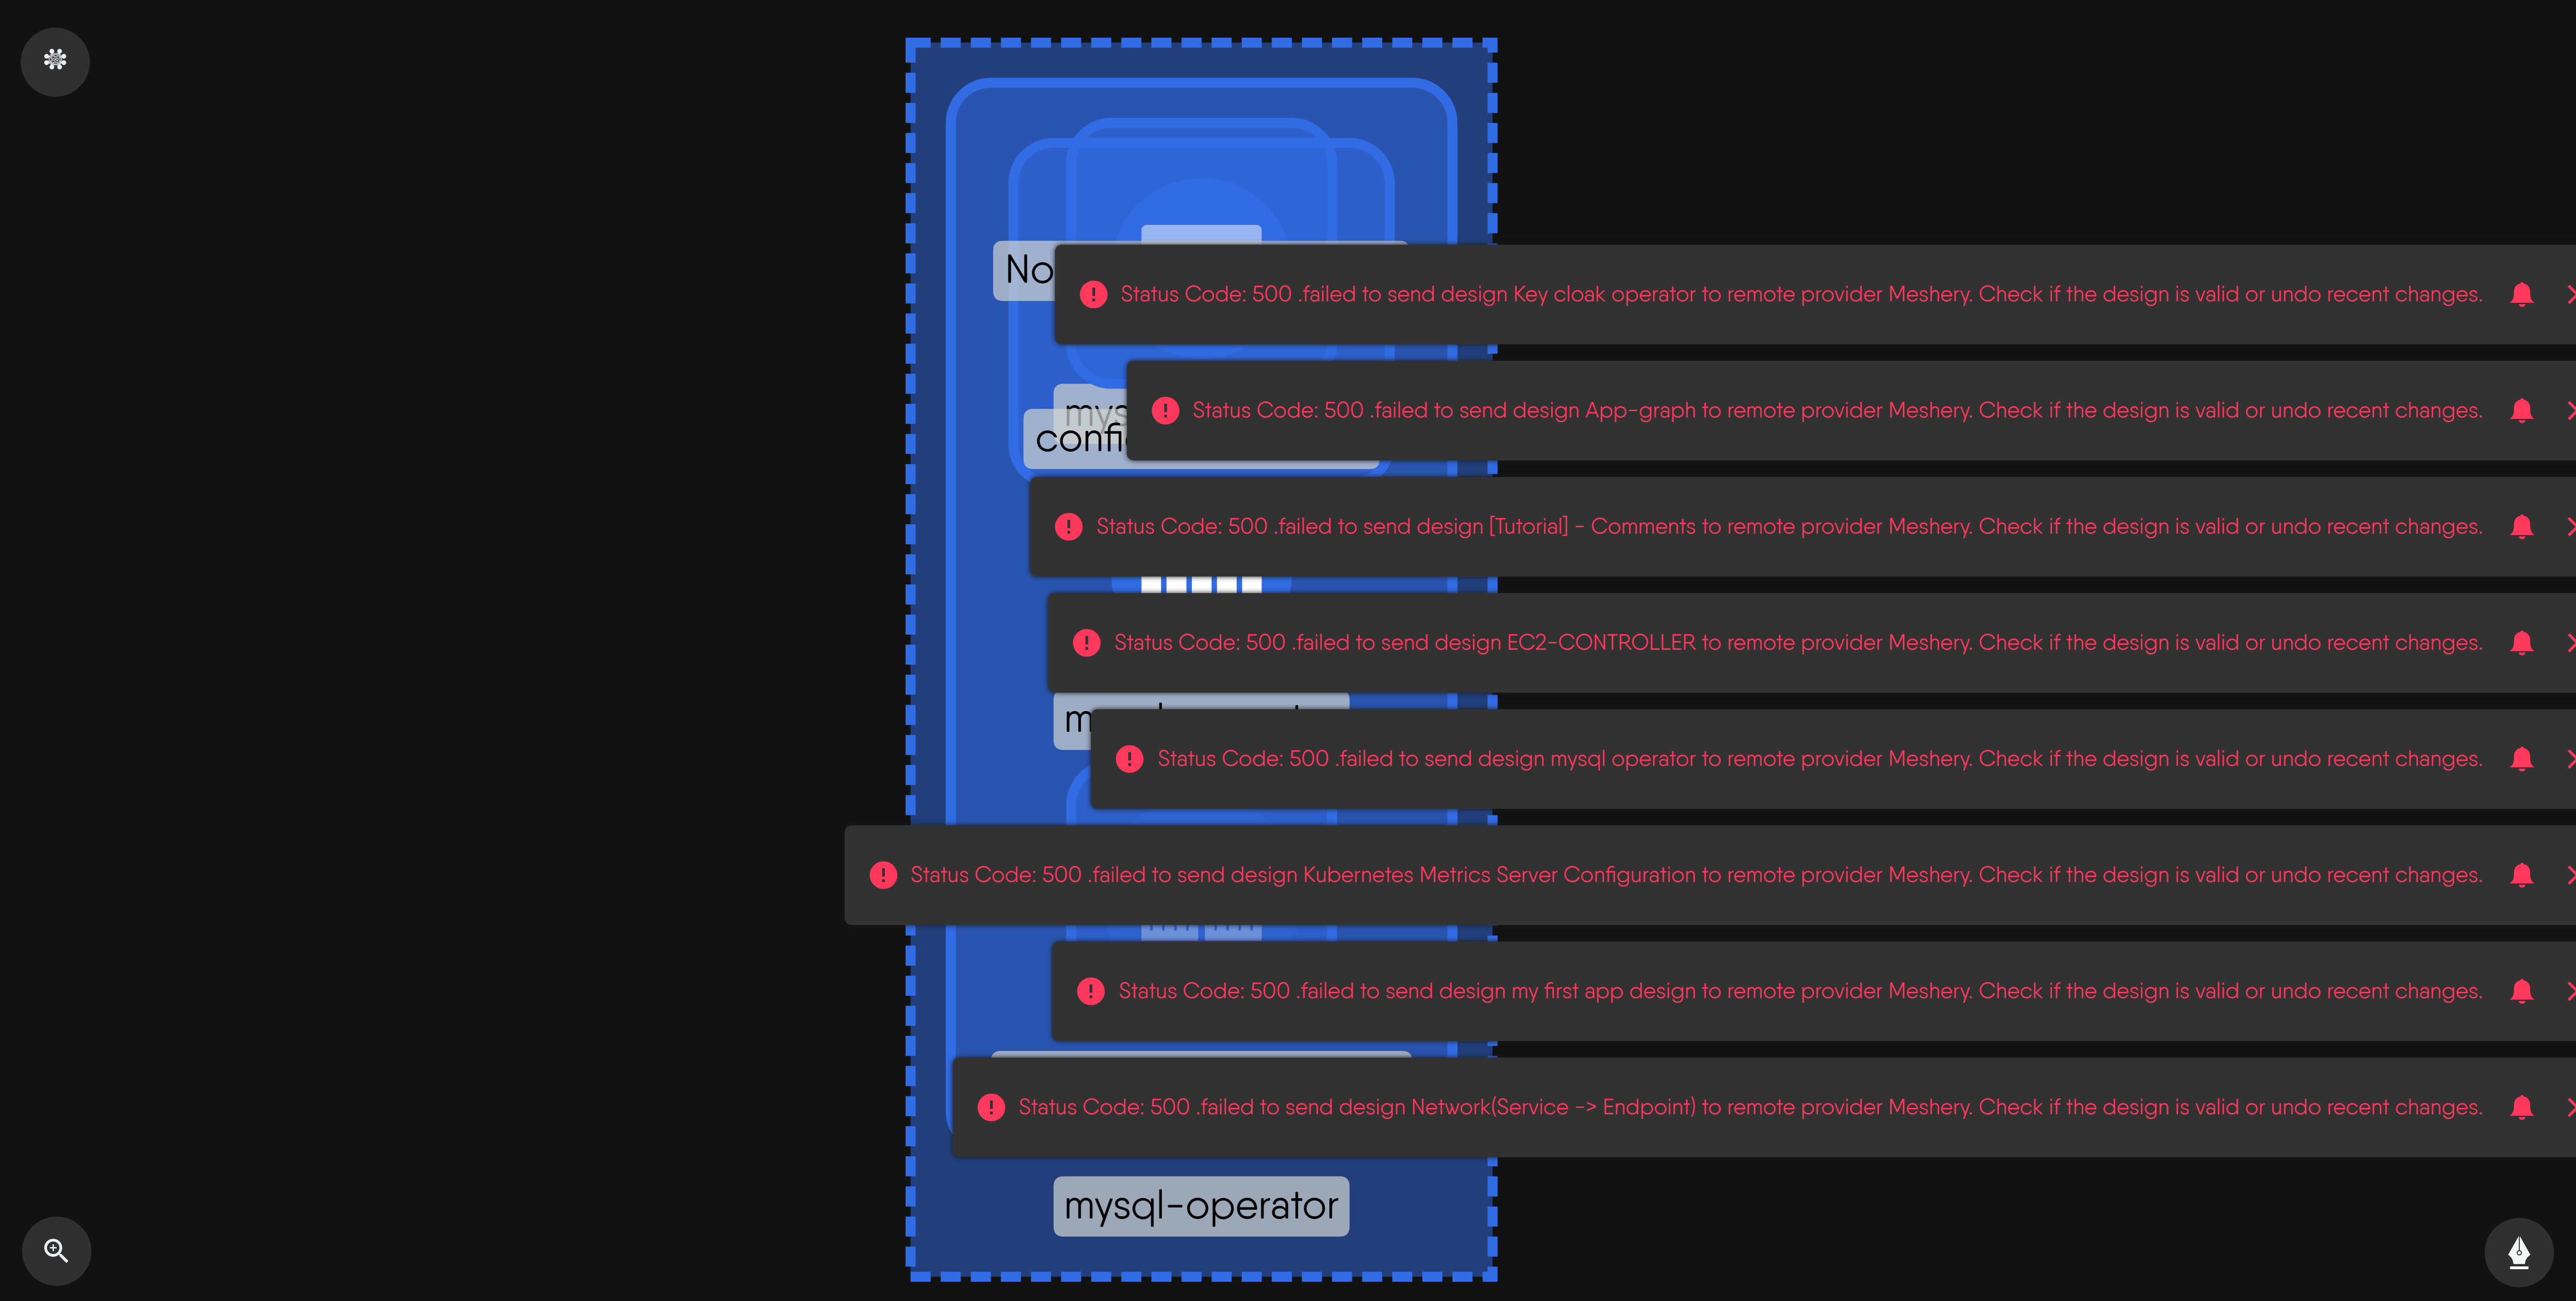 No
Status Code: 500 .failed to send design Key cloak operator to remote provider Meshery. Check if the design is valid or undo recent changes.
mys
Status Code: 500 .failed to send design App-graph to remote provider Meshery. Check if the design is valid or undo recent changes.
confi
Status Code: 500 .failed to send design [Tutorial] - Comments to remote provider Meshery. Check if the design is valid or undo recent changes.
Status Code: 500 .failed to send design EC2-CONTROLLER to remote provider Meshery. Check if the design is valid or undo recent changes.
Status Code: 500 .failed to send design mysql operator to remote provider Meshery. Check if the design is valid or undo recent changes.
Status Code: 500 .failed to send design Kubernetes Metrics Server Configuration to remote provider Meshery. Check if the design is valid or undo recent changes.
Status Code: 500 .failed to send design my first app design to remote provider Meshery. Check if the design is valid or undo recent changes.
Status Code: 500 .failed to send design Network(Service -> Endpoint) to remote provider Meshery. Check if the design is valid or undo recent changes.
mysql-operator